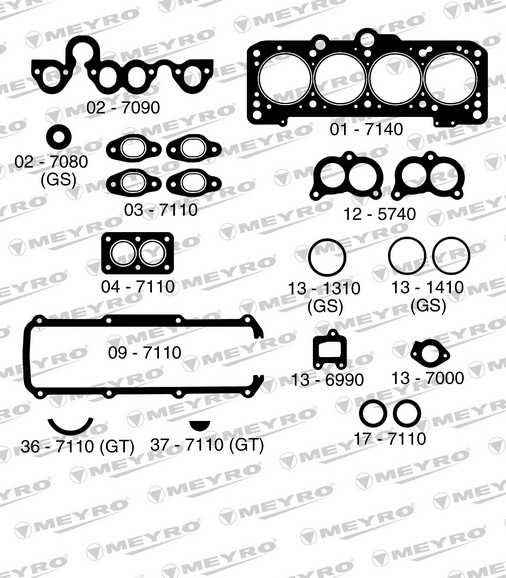 MEYRO®
02 - 7090
01 - 7140
02 - 7080
(GS)
03 - 7110
12 - 5740
04 - 7110
13 - 1310
(GS)
13 - 1410
(GS)
09 - 7110
13 - 6990
13 - 7000
36 - 7110 (GT)
37 - 7110 (GT)
17 - 7110